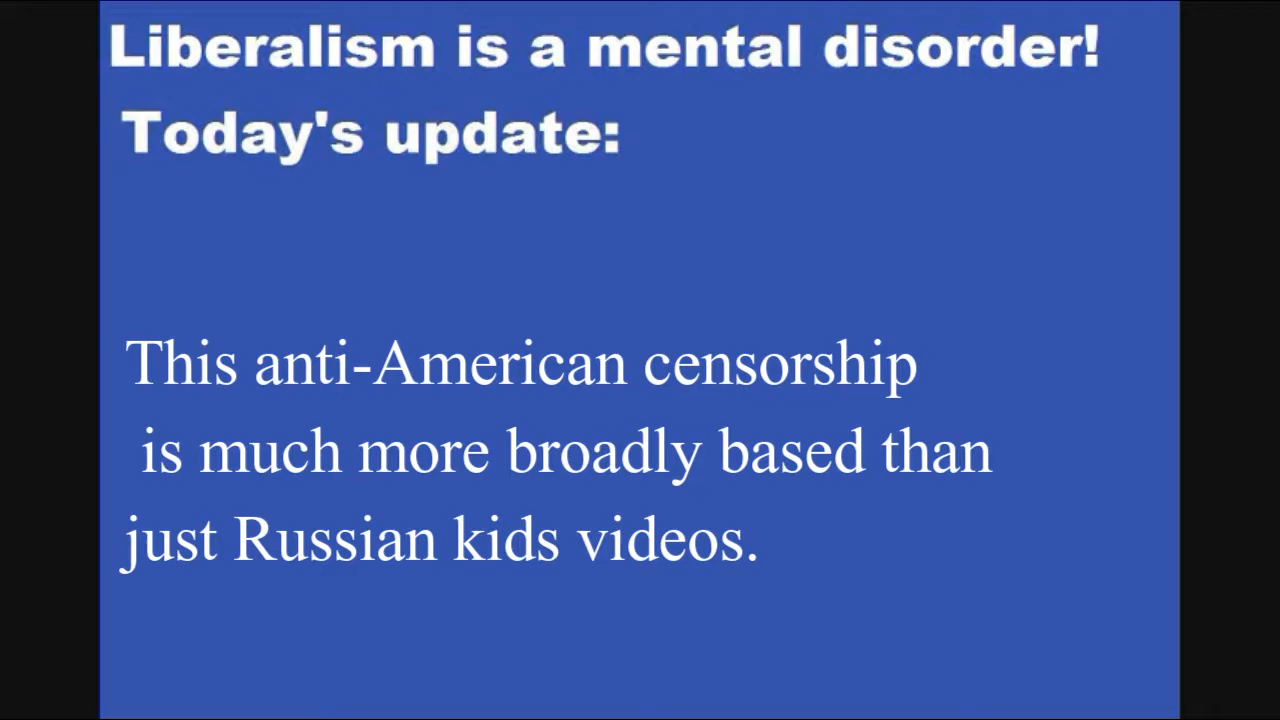 Liberalism is a mental disorder!
Today's update:
This anti-American censorship
is much more broadly based than
just Russian kids videos.